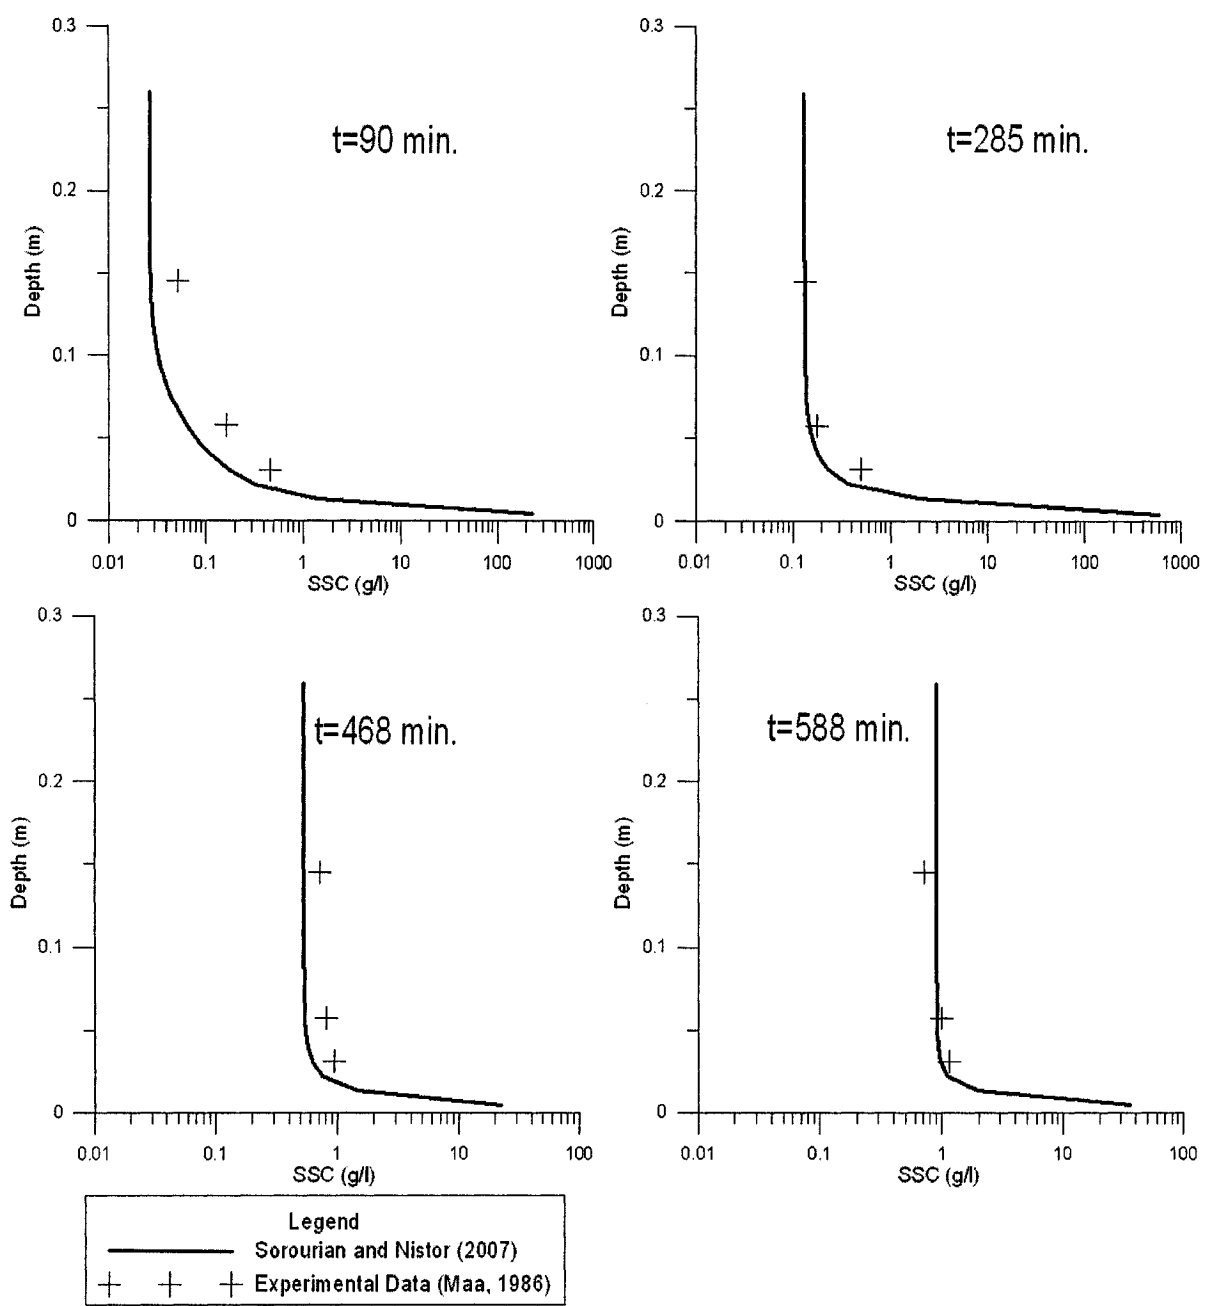 0.3
t=90 min.
0.2
Depth (m)
0.1
0
0.01 0.1 1 10 100 1000
SSC (g/l)
0.3
t=285 min.
0.2
Depth (m)
0.1
0
0.01 0.1 1 10 100 1000
SSC (g/l)
0.3
t=468 min.
0.2
Depth (m)
0.1
0
0.01 0.1 1 10 100
SSC (g/l)
0.3
t=588 min.
0.2
Depth (m)
0.1
0
0.01 0.1 1 10 100
SSC (g/l)
Legend
Sorourian and Nistor (2007)
Experimental Data (Maa, 1986)